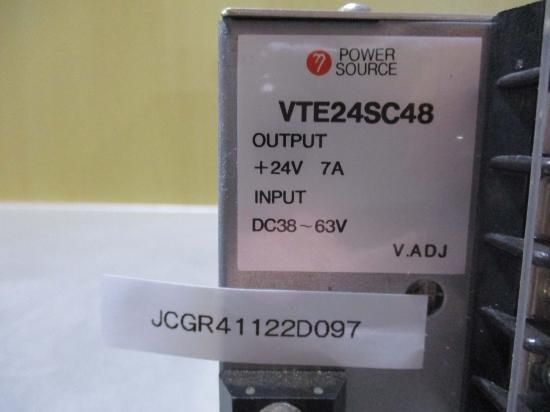 η POWER
SOURCE
VTE24SC48
OUTPUT
+24V 7A
INPUT
DC38~63V
V.ADJ
JCGR41122D097